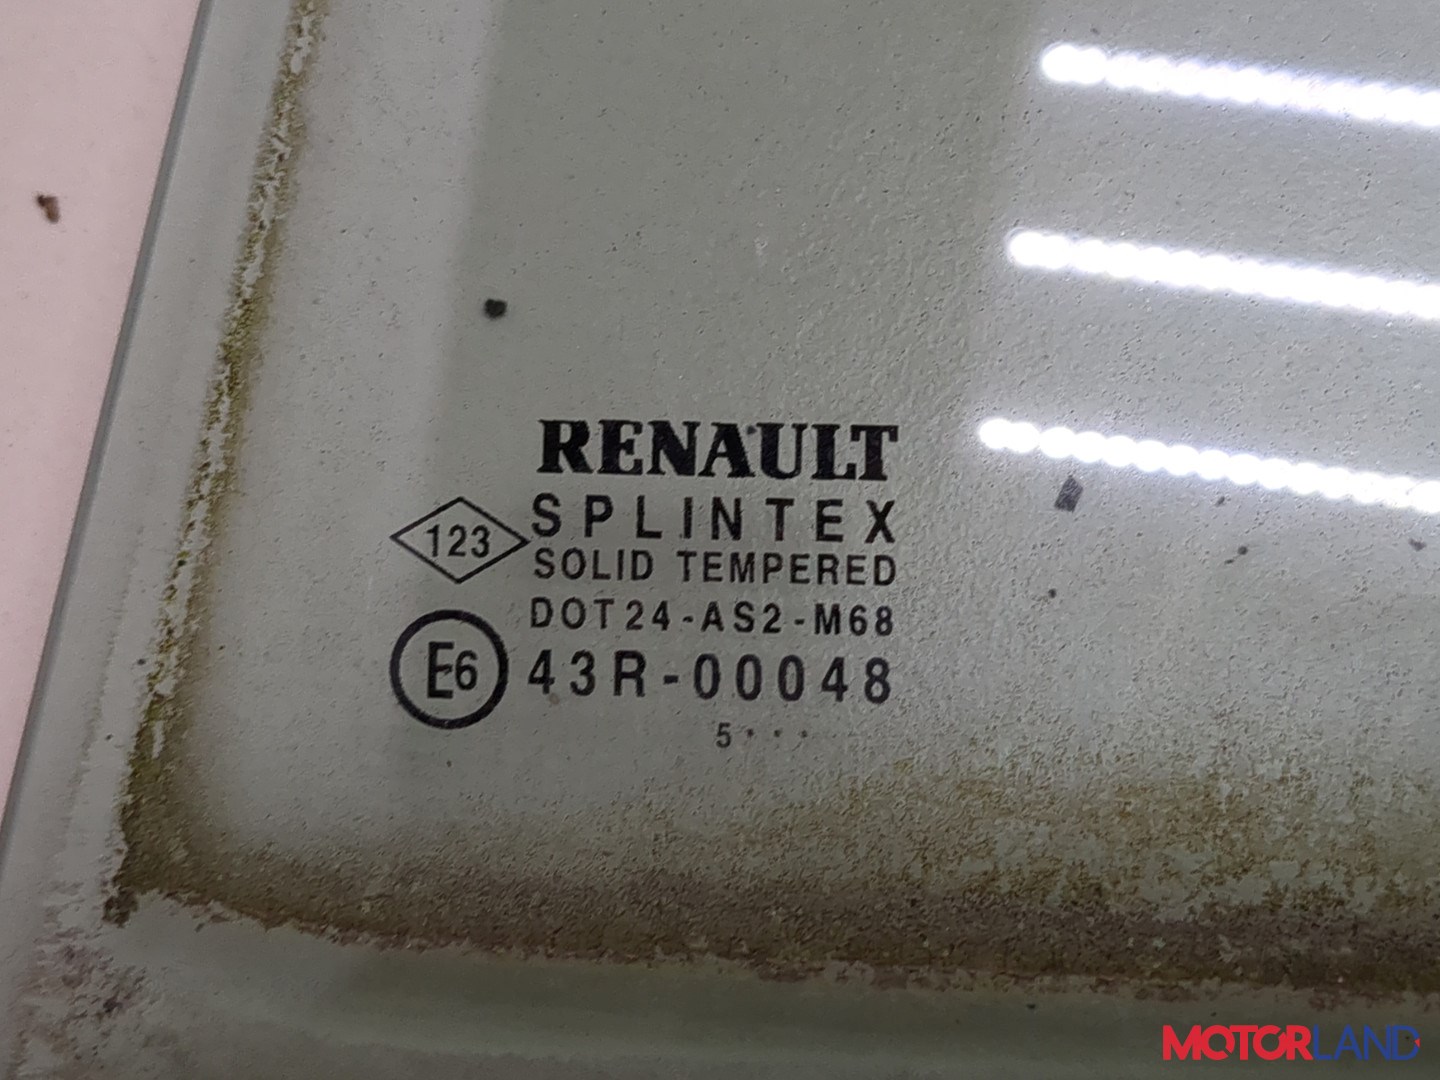 RENAULT
123
SPLINTEX
SOLID TEMPERED
DOT24-AS2-M68
E6
43R-00048
5···
MOTORLAND